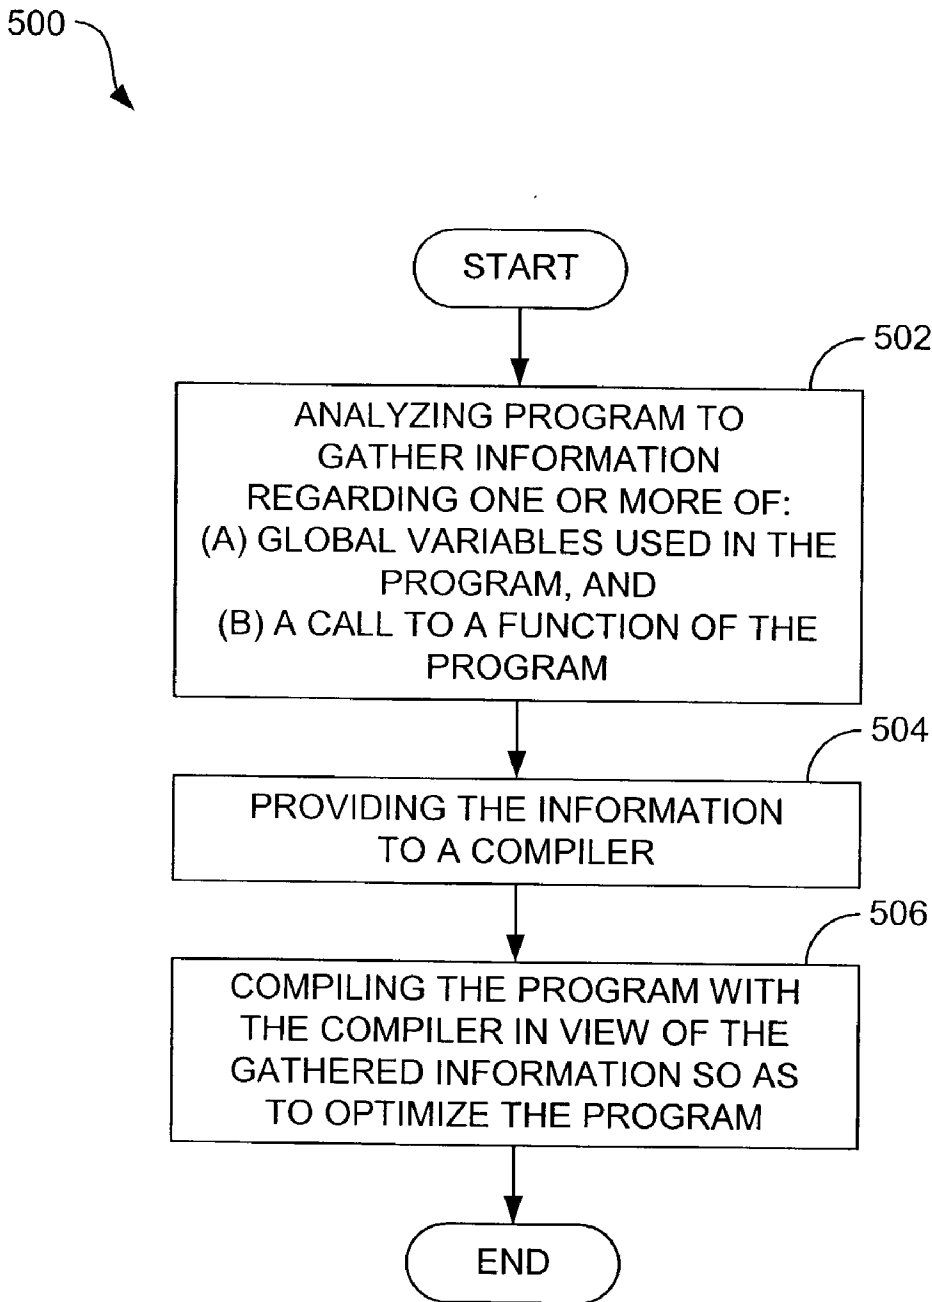 500
START
502
ANALYZING PROGRAM TO
GATHER INFORMATION
REGARDING ONE OR MORE OF:
(A) GLOBAL VARIABLES USED IN THE
PROGRAM, AND
(B) A CALL TO A FUNCTION OF THE
PROGRAM
504
PROVIDING THE INFORMATION
TO A COMPILER
506
COMPILING THE PROGRAM WITH
THE COMPILER IN VIEW OF THE
GATHERED INFORMATION SO AS
TO OPTIMIZE THE PROGRAM
END